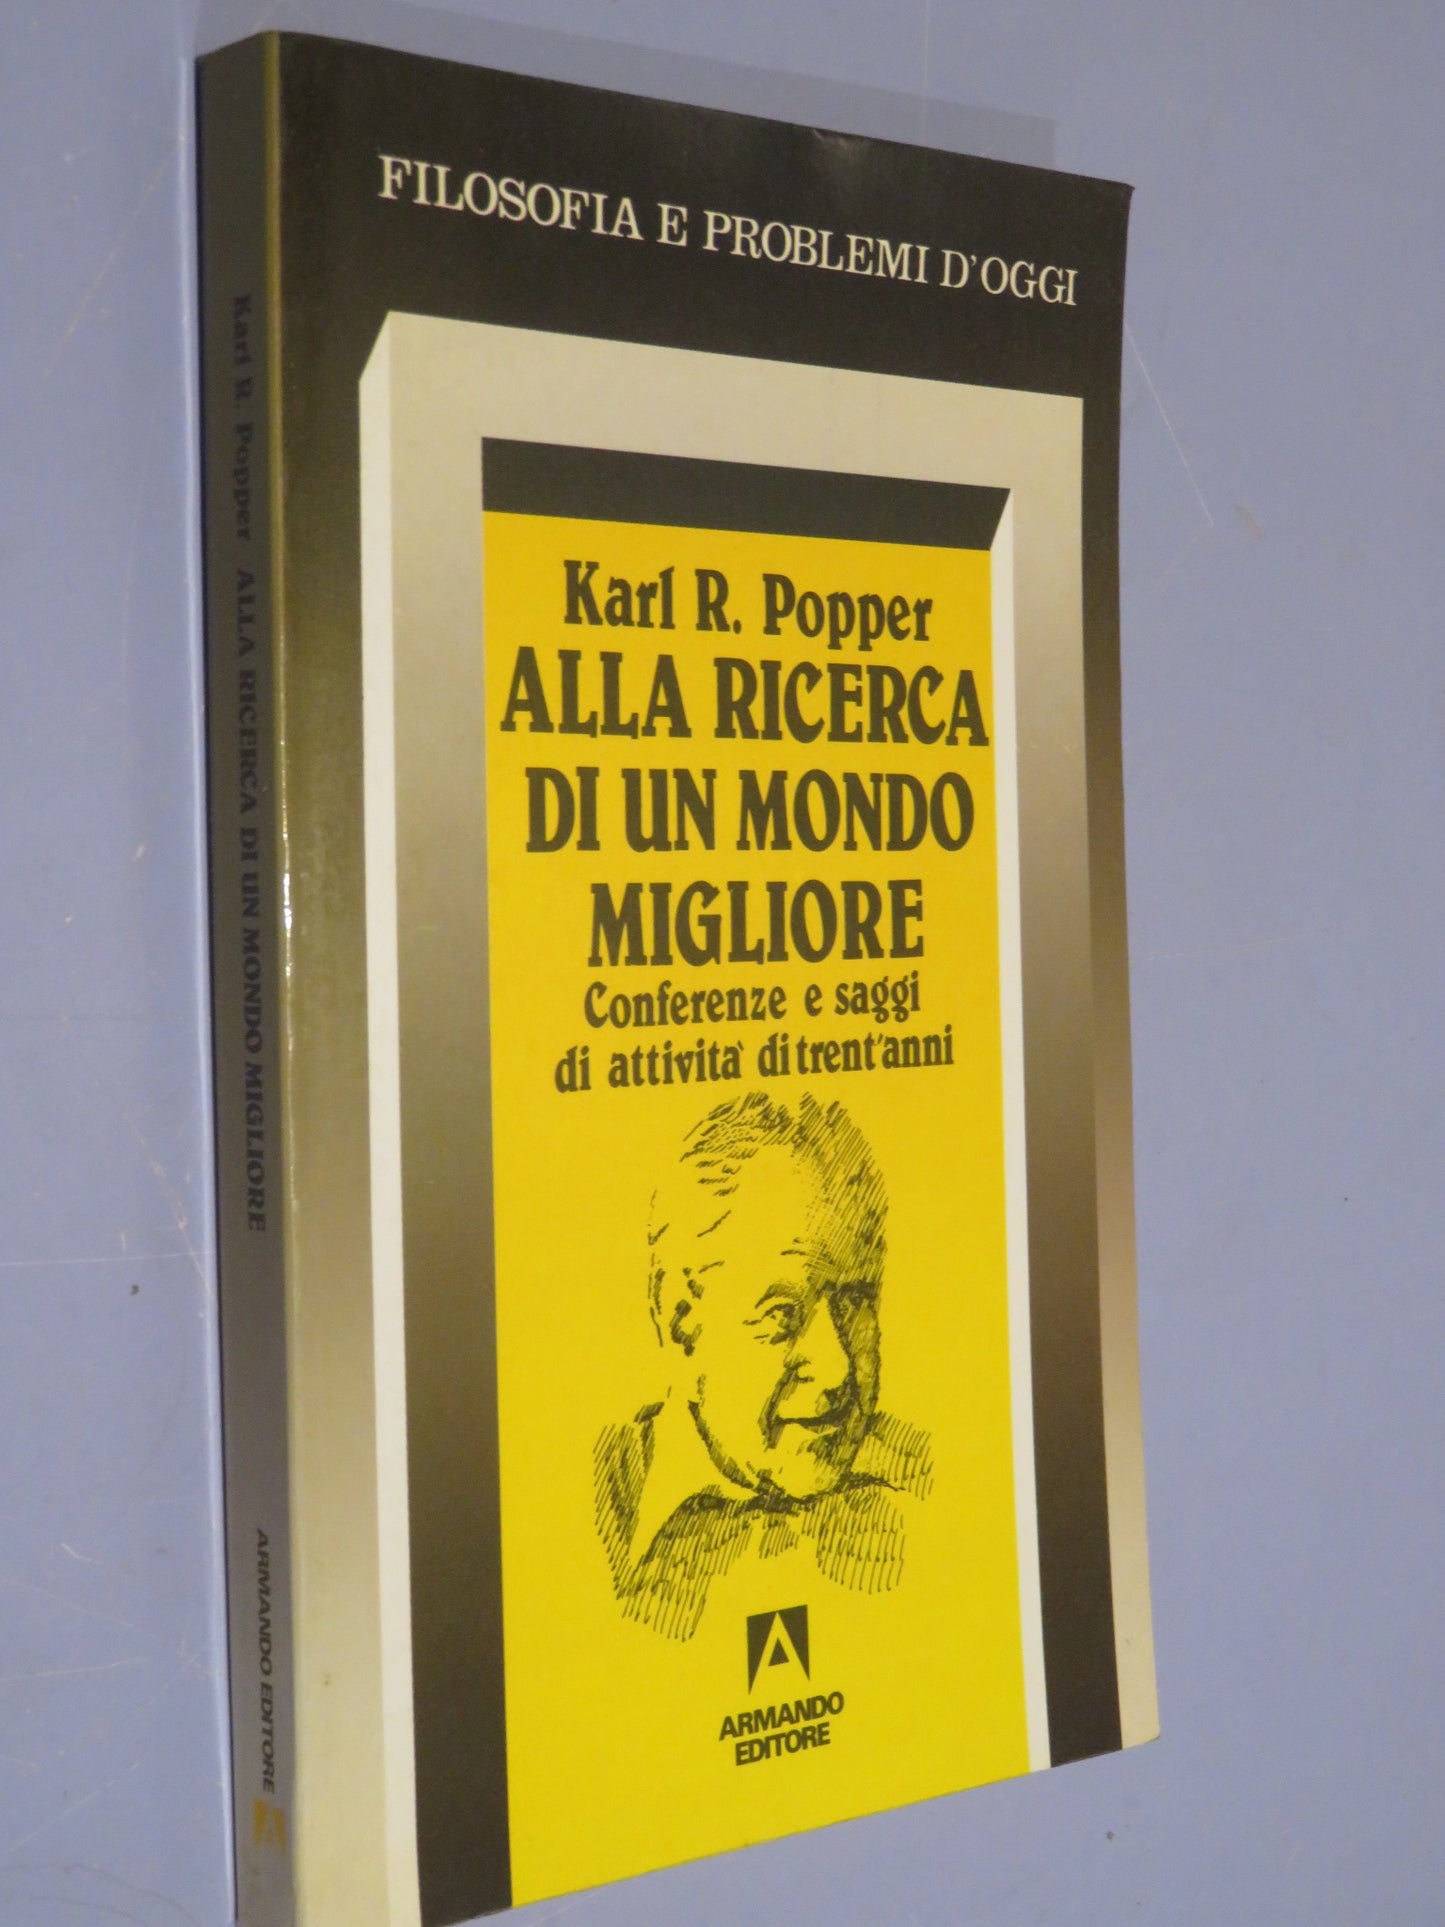 FILOSOFIA E PROBLEMI D'OGGI
Karl R. Popper
ALLA RICERCA
DI UN MONDO
MIGLIORE
Conferenze e saggi
di attività di trent'anni
ARMANDO
EDITORE
Karl R. Popper ALLA RICERCA DI UN MONDO MIGLIORE
ARMANDO EDITORE